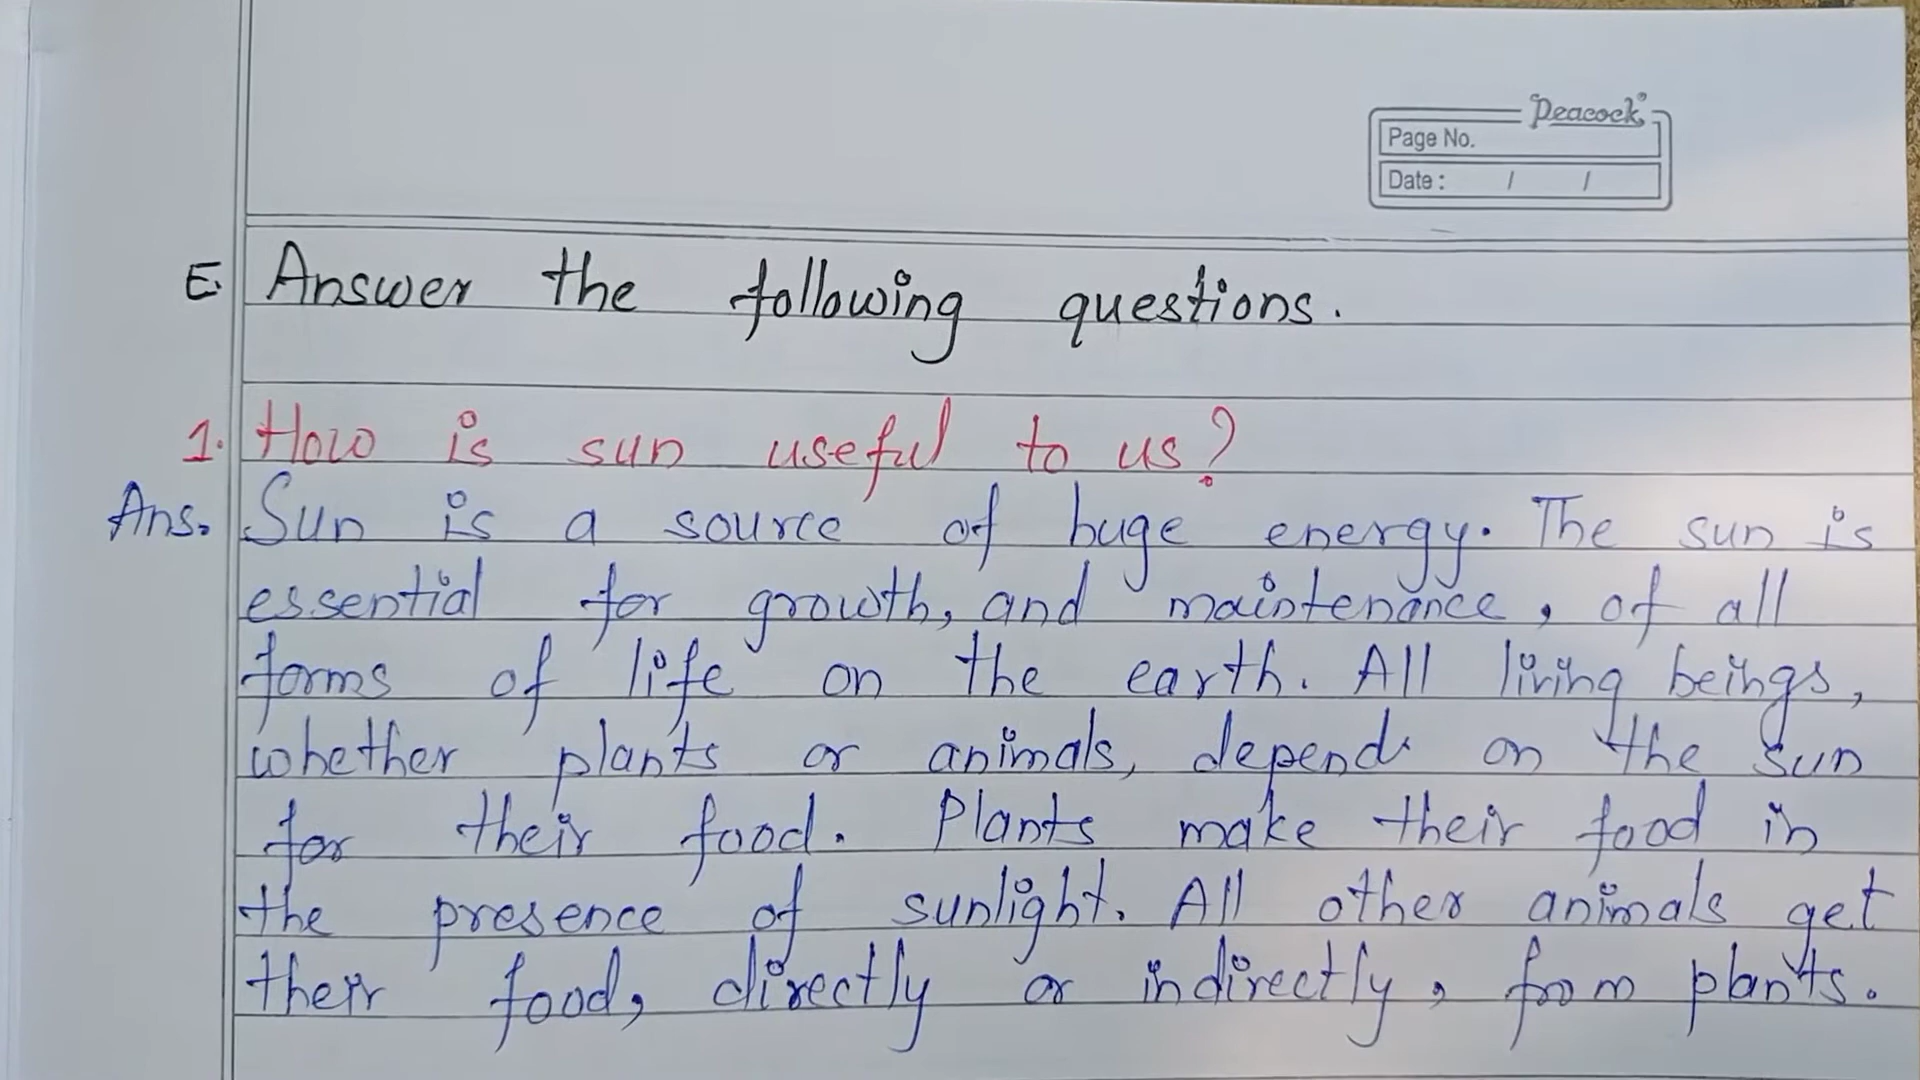 Peacock
Page No.
Date : / /
E. Answer the following questions.
1. How is sun useful to us?
Ans. Sun is a source of huge energy. The sun is
essential for growth, and maintenance, of all
forms of life on the earth. All living beings,
whether plants or animals, depend on the sun
for their food. Plants make their food in
the presence of sunlight. All other animals get
their food, directly or indirectly, from plants.